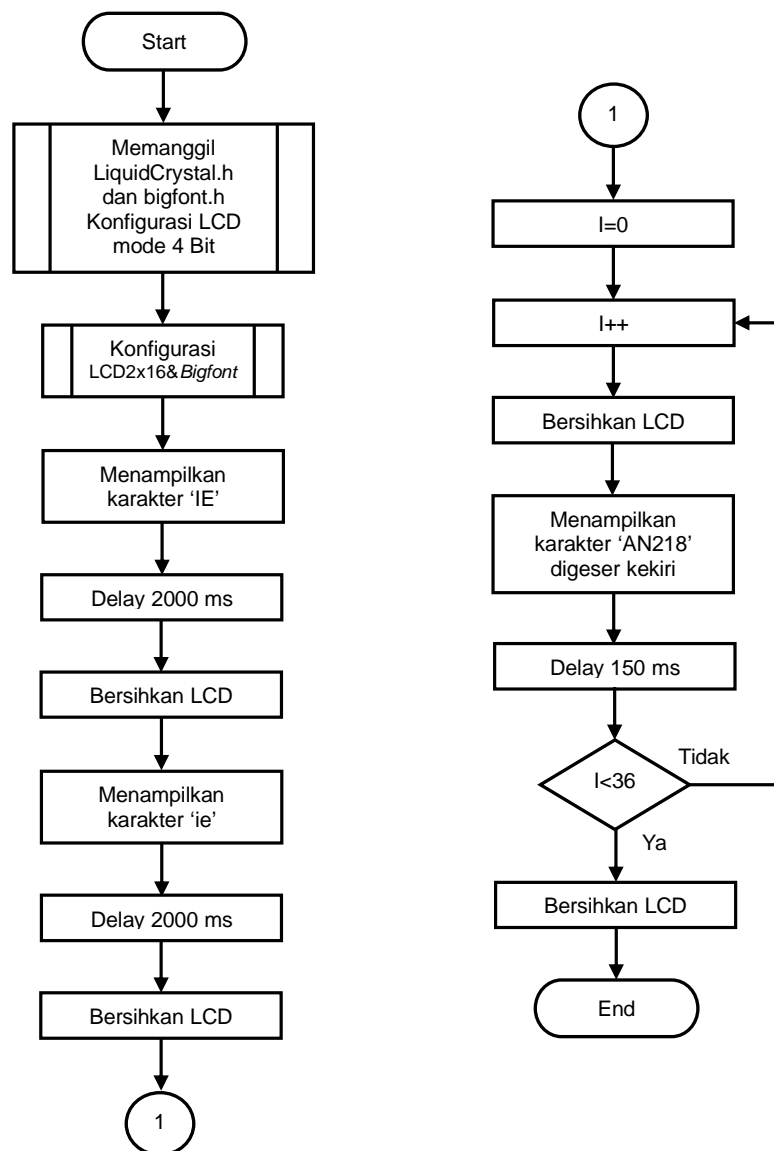 Start
Memanggil
LiquidCrystal.h
dan bigfont.h
Konfigurasi LCD
mode 4 Bit
Konfigurasi
LCD2x16&Bigfont
Menampilkan
karakter ‘IE’
Delay 2000 ms
Bersihkan LCD
Menampilkan
karakter ‘ie’
Delay 2000 ms
Bersihkan LCD
1
1
I=0
I++
Bersihkan LCD
Menampilkan
karakter ‘AN218’
digeser kekiri
Delay 150 ms
I<36
Tidak
Ya
Bersihkan LCD
End